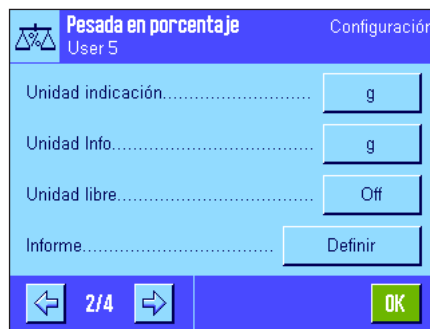 Pesada en porcentaje Configuración
User 5
Unidad indicación............................. g
Unidad Info....................................... g
Unidad libre...................................... Off
Informe.................................... Definir
2/4 OK